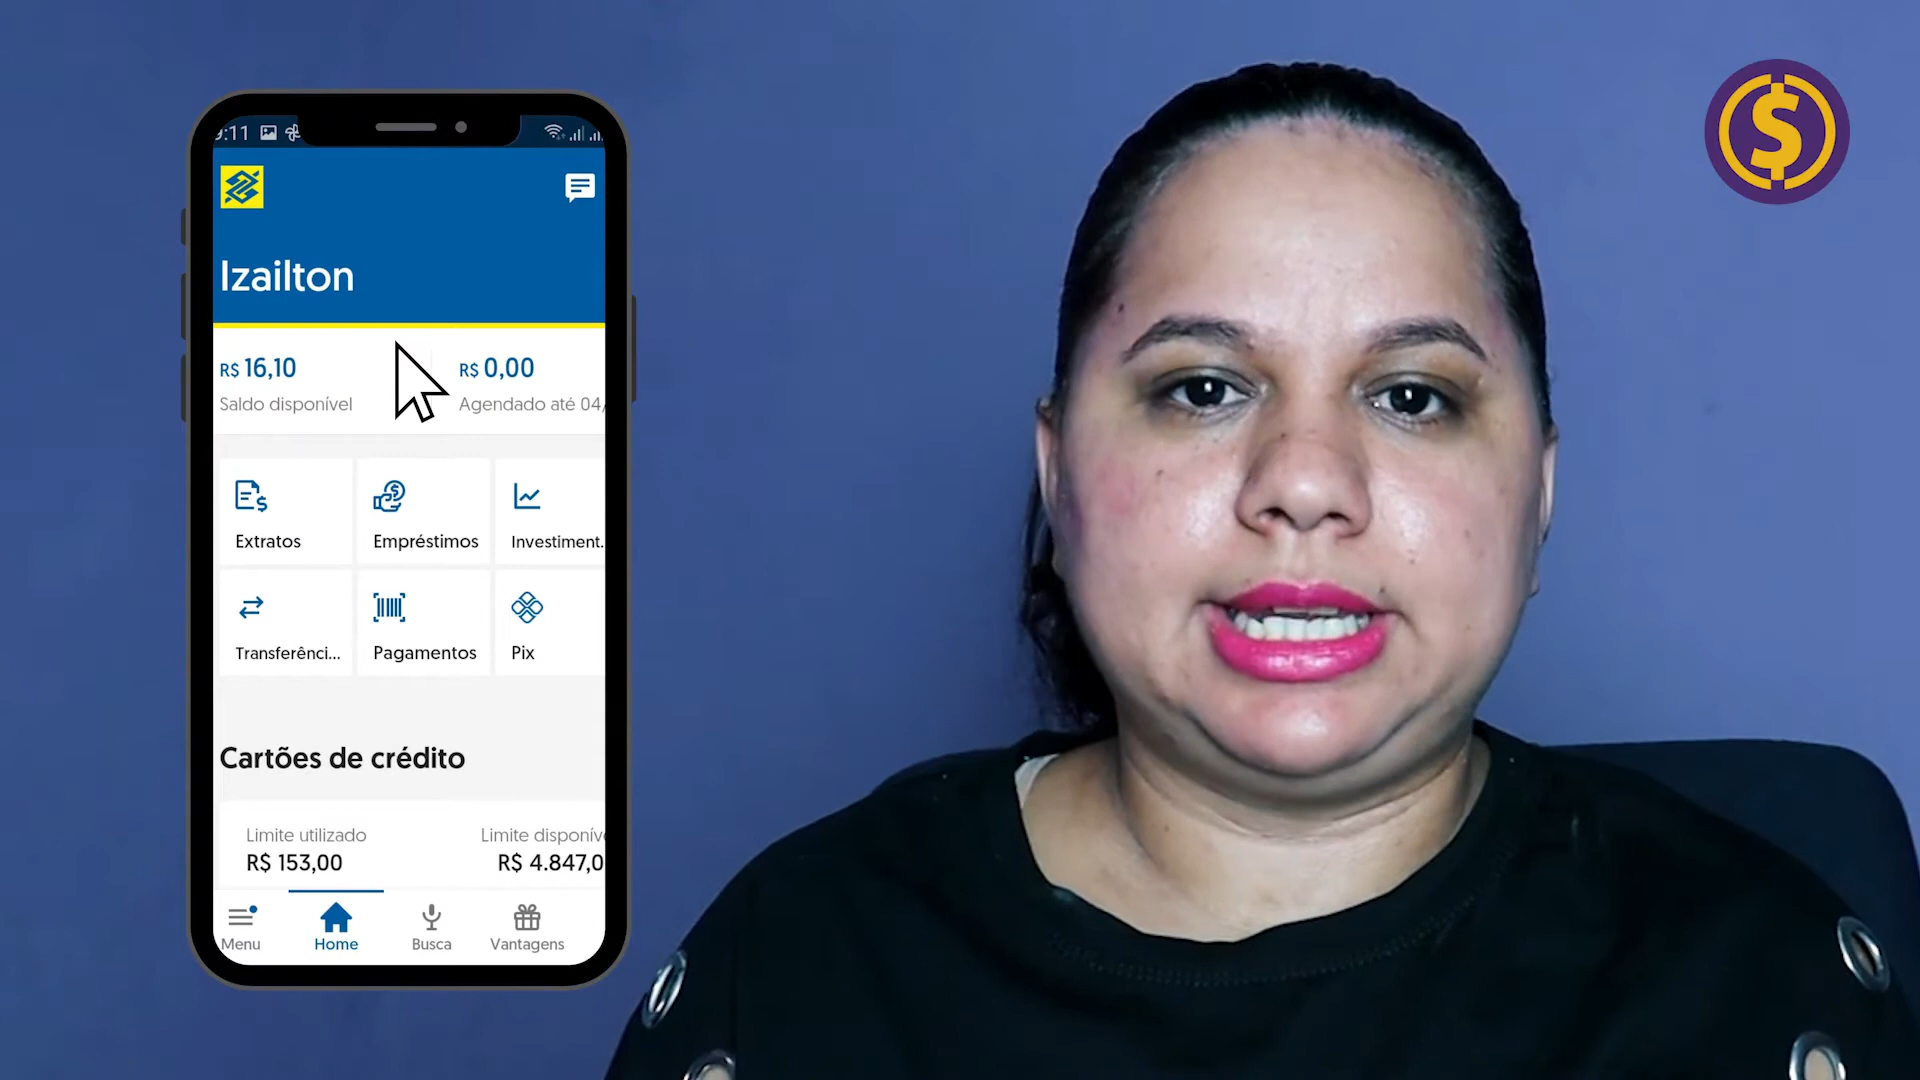 9:11
Izailton
R$ 16,10 R$ 0,00
Saldo disponível Agendado até 04/
Extratos Empréstimos Investiment.
Transferênci... Pagamentos Pix
Cartões de crédito
Limite utilizado Limite disponív
R$ 153,00 R$ 4.847,0
Menu Home Busca Vantagens
$